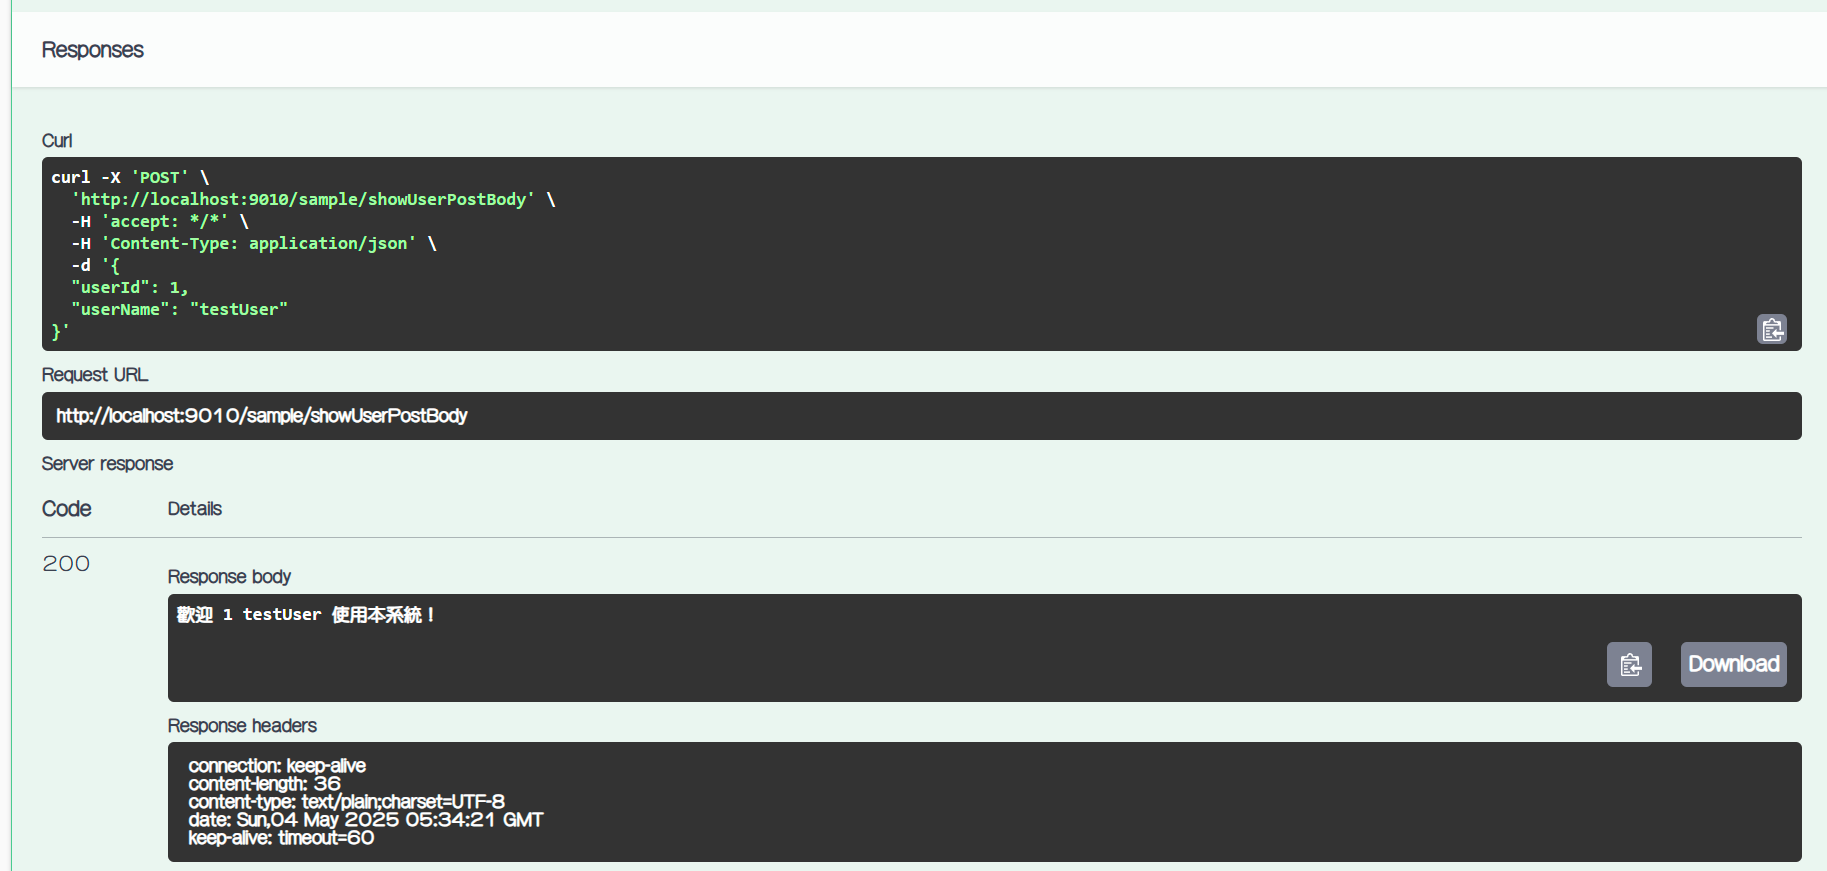 Responses
Curl
curl -X 'POST' \
  'http://localhost:9010/sample/showUserPostBody' \
  -H 'accept: */*' \
  -H 'Content-Type: application/json' \
  -d '{
  "userId": 1,
  "userName": "testUser"
}'
Request URL
http://localhost:9010/sample/showUserPostBody
Server response
Code Details
200
Response body
歡迎 1 testUser 使用本系統！
Download
Response headers
connection: keep-alive
content-length: 36
content-type: text/plain;charset=UTF-8
date: Sun,04 May 2025 05:34:21 GMT
keep-alive: timeout=60